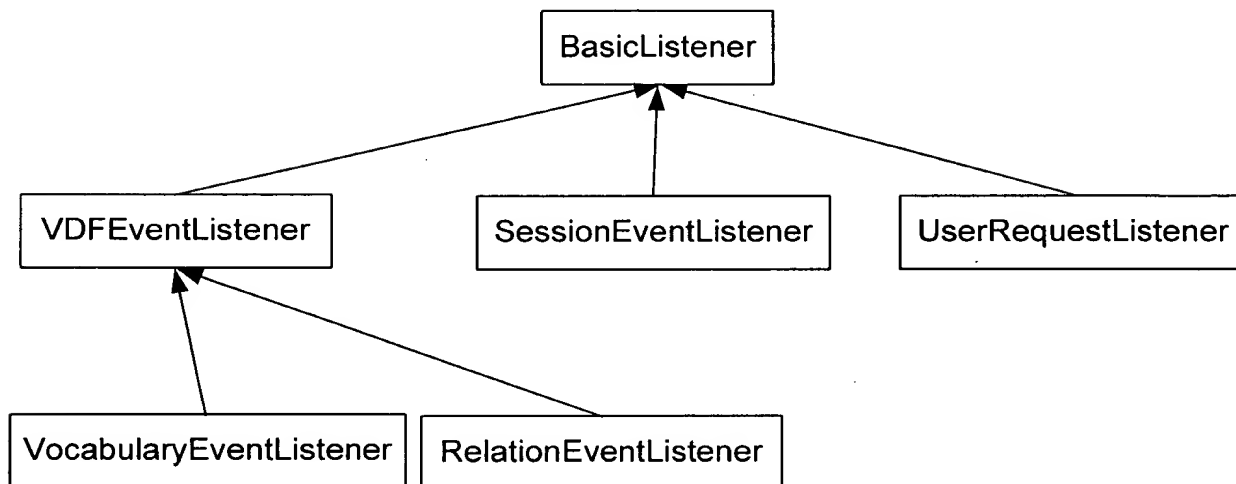 BasicListener
VDFEventListener
SessionEventListener
UserRequestListener
VocabularyEventListener
RelationEventListener